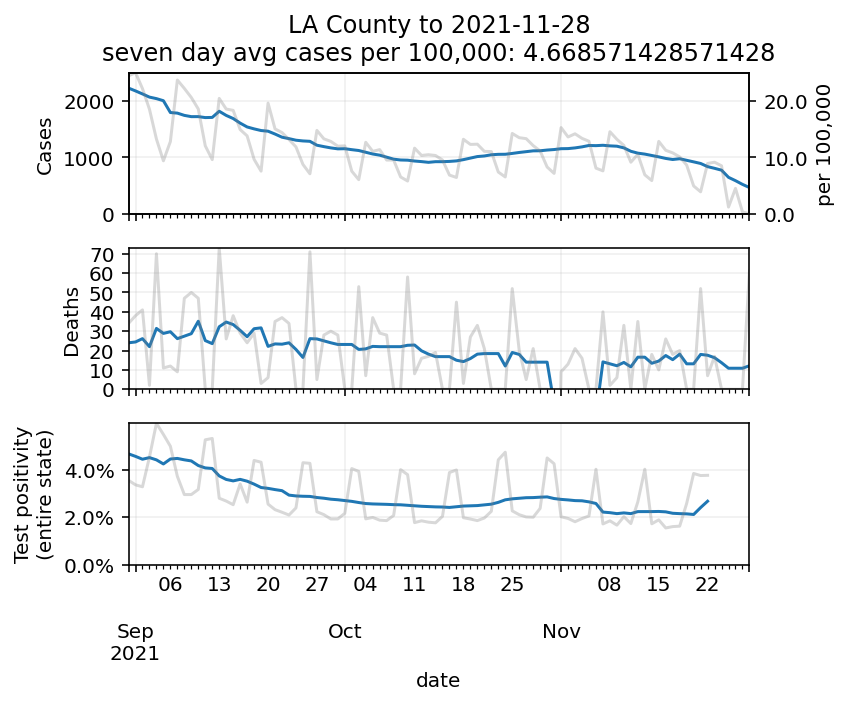 LA County to 2021-11-28
seven day avg cases per 100,000: 4.668571428571428
Cases
2000
1000
0
20.0
10.0
0.0
per 100,000
Deaths
70
60
50
40
30
20
10
0
Test positivity
(entire state)
4.0%
2.0%
0.0%
06 13 20 27 04 11 18 25 08 15 22
Sep Oct Nov
2021
date